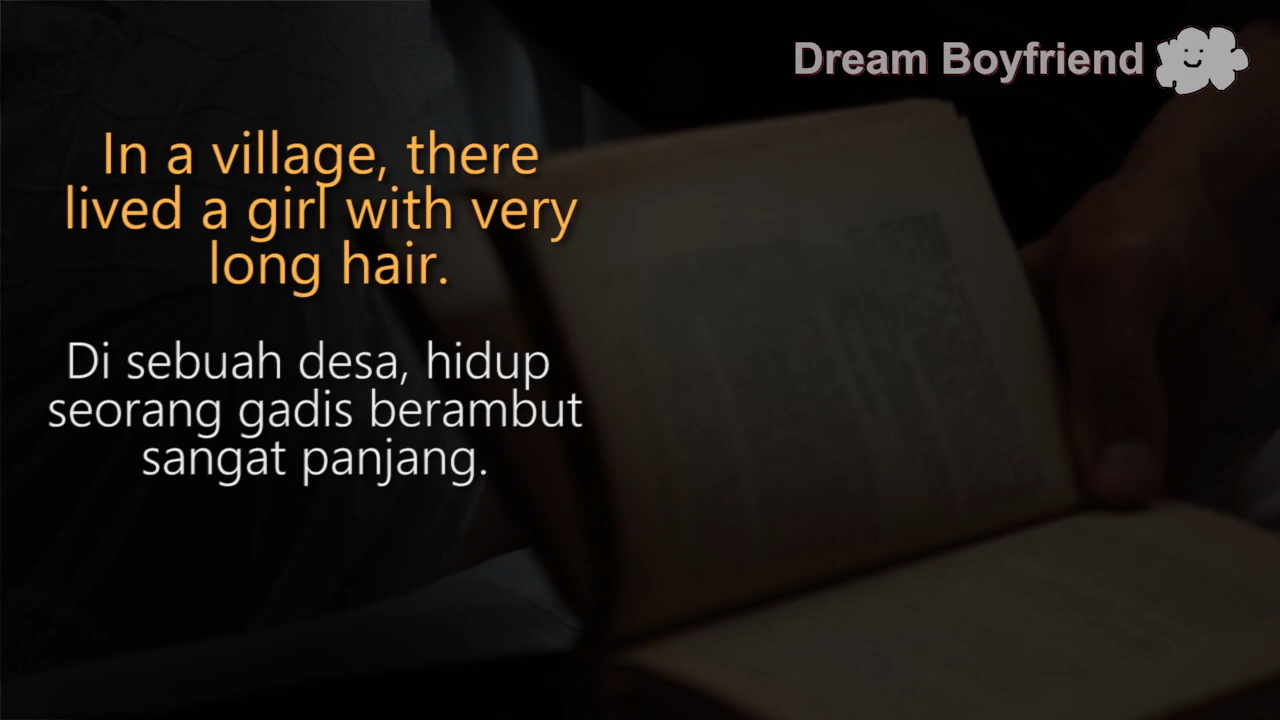 Dream Boyfriend
In a village, there
lived a girl with very
long hair.
Di sebuah desa, hidup
seorang gadis berambut
sangat panjang.